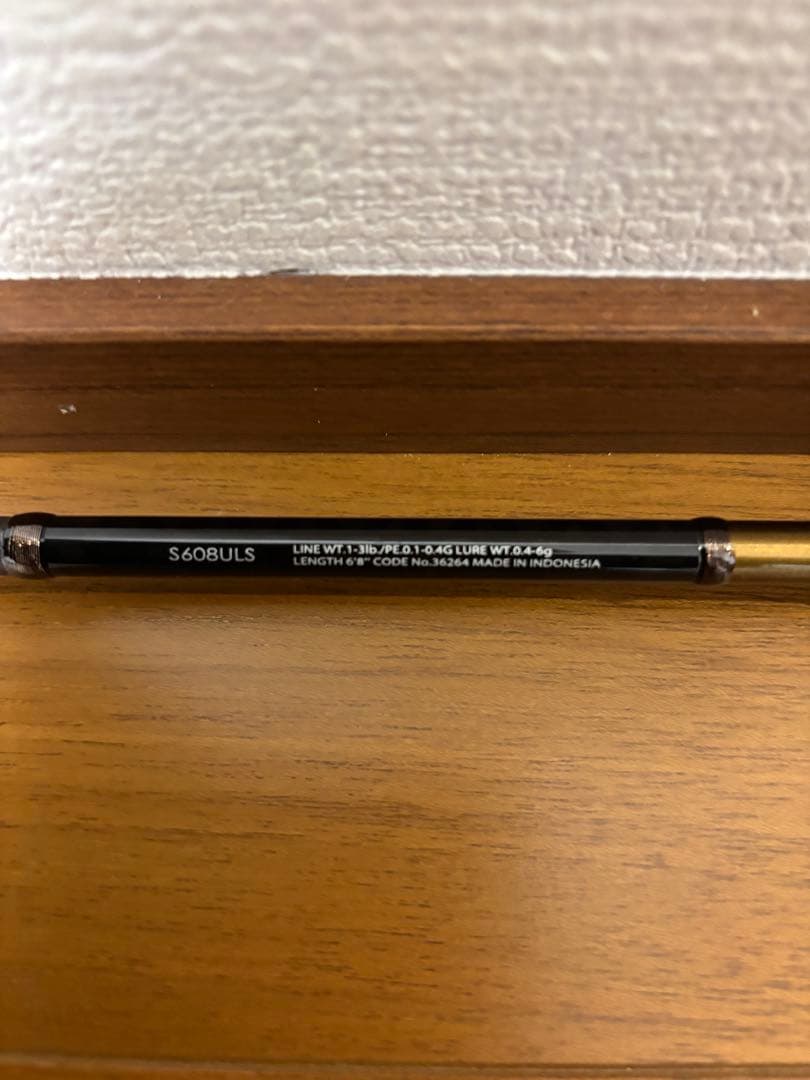 S608ULS
LINE WT.1-3lb./PE.0.1-0.4G LURE WT.0.4-6g
LENGTH 6'8" CODE No.36264 MADE IN INDONESIA